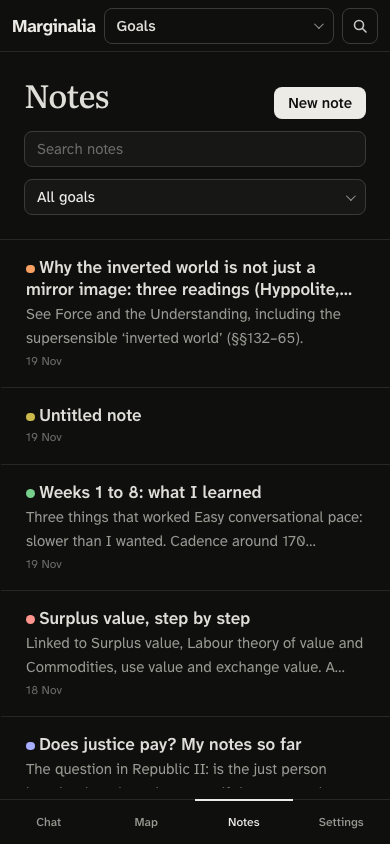 Marginalia
Goals
Notes
New note
Search notes
All goals
Why the inverted world is not just a
mirror image: three readings (Hyppolite,...
See Force and the Understanding, including the
supersensible ‘inverted world’ (§§132–65).
19 Nov
Untitled note
19 Nov
Weeks 1 to 8: what I learned
Three things that worked Easy conversational pace:
slower than I wanted. Cadence around 170...
19 Nov
Surplus value, step by step
Linked to Surplus value, Labour theory of value and
Commodities, use value and exchange value. A...
18 Nov
Does justice pay? My notes so far
The question in Republic II: is the just person
Chat
Map
Notes
Settings